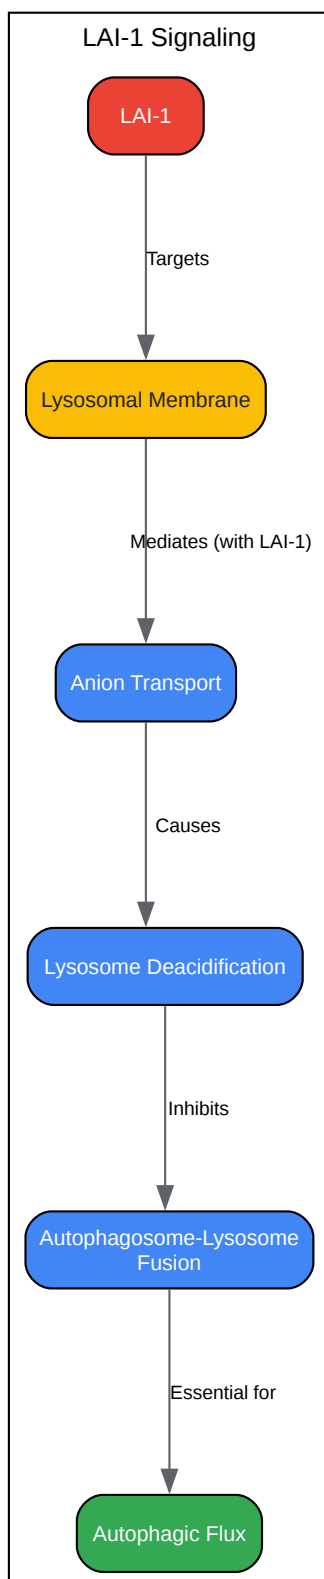 LAI-1 Signaling
LAI-1
Targets
Lysosomal Membrane
Mediates (with LAI-1)
Anion Transport
Causes
Lysosome Deacidification
Inhibits
Autophagosome-Lysosome
Fusion
Essential for
Autophagic Flux